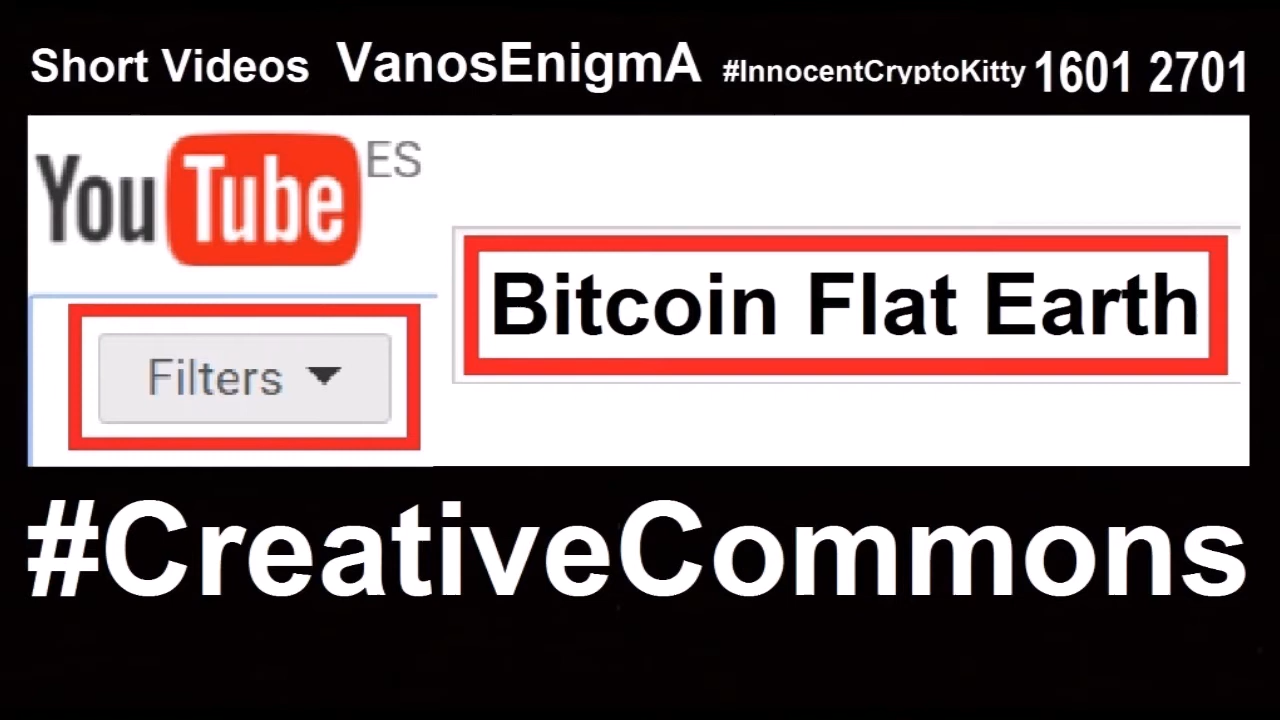 Short Videos VanosEnigmA #InnocentCryptoKitty 1601 2701
YouTube ES
Bitcoin Flat Earth
Filters
#CreativeCommons